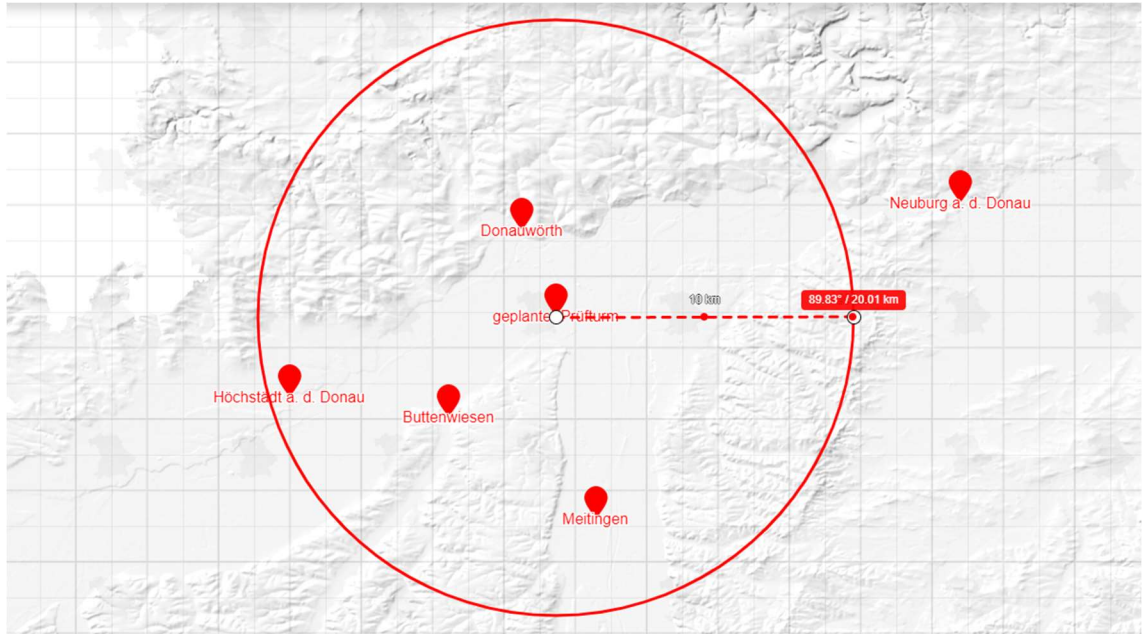 Neuburg a. d. Donau
Donauwörth
10 km
89.83° / 20.01 km
geplanter Prüfturm
Höchstädt a. d. Donau
Buttenwiesen
Meitingen